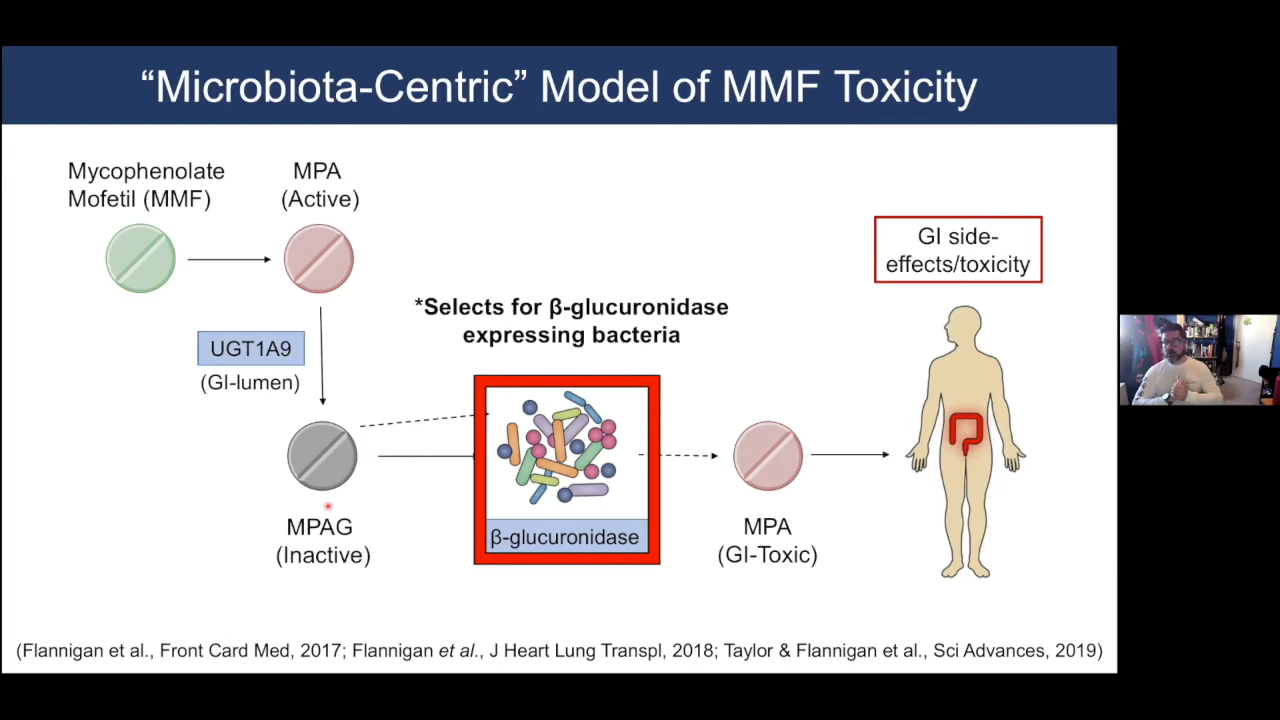 “Microbiota-Centric” Model of MMF Toxicity
Mycophenolate
Mofetil (MMF)
MPA
(Active)
GI side-
effects/toxicity
*Selects for β-glucuronidase
expressing bacteria
UGT1A9
(GI-lumen)
β-glucuronidase
MPAG
(Inactive)
MPA
(GI-Toxic)
(Flannigan et al., Front Card Med, 2017; Flannigan et al., J Heart Lung Transpl, 2018; Taylor & Flannigan et al., Sci Advances, 2019)